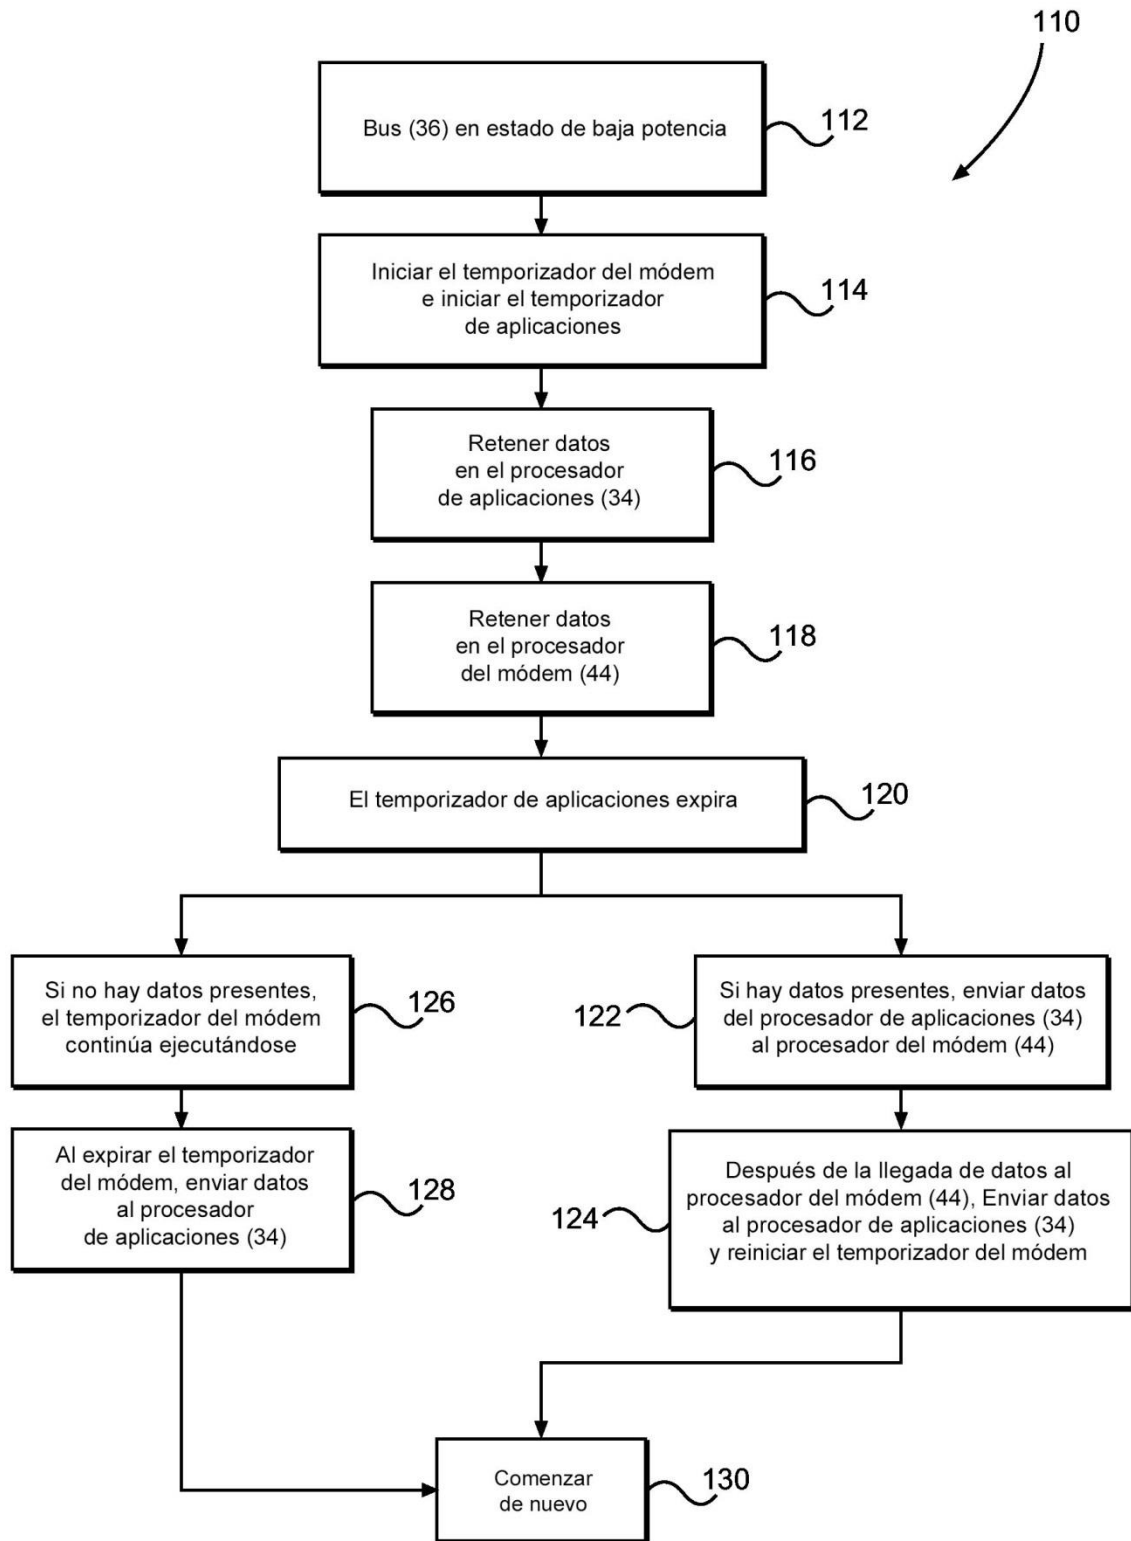 110
Bus (36) en estado de baja potencia
112
Iniciar el temporizador del módem
e iniciar el temporizador
de aplicaciones
114
Retener datos
en el procesador
de aplicaciones (34)
116
Retener datos
en el procesador
del módem (44)
118
El temporizador de aplicaciones expira
120
Si no hay datos presentes,
el temporizador del módem
continúa ejecutándose
126
122
Si hay datos presentes, enviar datos
del procesador de aplicaciones (34)
al procesador del módem (44)
Al expirar el temporizador
del módem, enviar datos
al procesador
de aplicaciones (34)
128
124
Después de la llegada de datos al
procesador del módem (44), Enviar datos
al procesador de aplicaciones (34)
y reiniciar el temporizador del módem
Comenzar
de nuevo
130